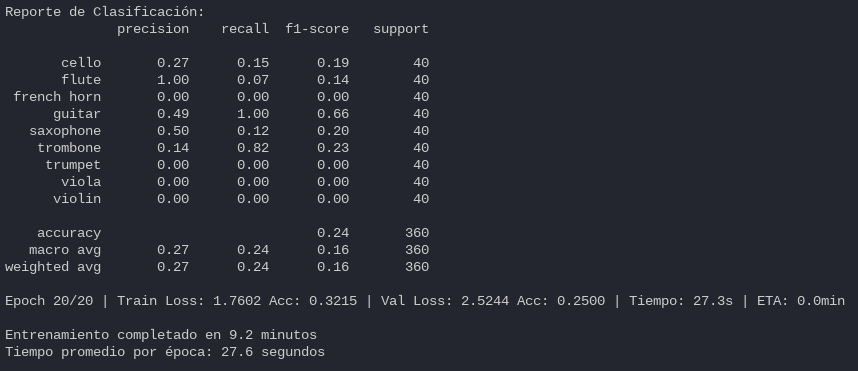 Reporte de Clasificación:
precision recall f1-score support
cello 0.27 0.15 0.19 40
flute 1.00 0.07 0.14 40
french horn 0.00 0.00 0.00 40
guitar 0.49 1.00 0.66 40
saxophone 0.50 0.12 0.20 40
trombone 0.14 0.82 0.23 40
trumpet 0.00 0.00 0.00 40
viola 0.00 0.00 0.00 40
violin 0.00 0.00 0.00 40
accuracy 0.24 360
macro avg 0.27 0.24 0.16 360
weighted avg 0.27 0.24 0.16 360
Epoch 20/20 | Train Loss: 1.7602 Acc: 0.3215 | Val Loss: 2.5244 Acc: 0.2500 | Tiempo: 27.3s | ETA: 0.0min
Entrenamiento completado en 9.2 minutos
Tiempo promedio por época: 27.6 segundos